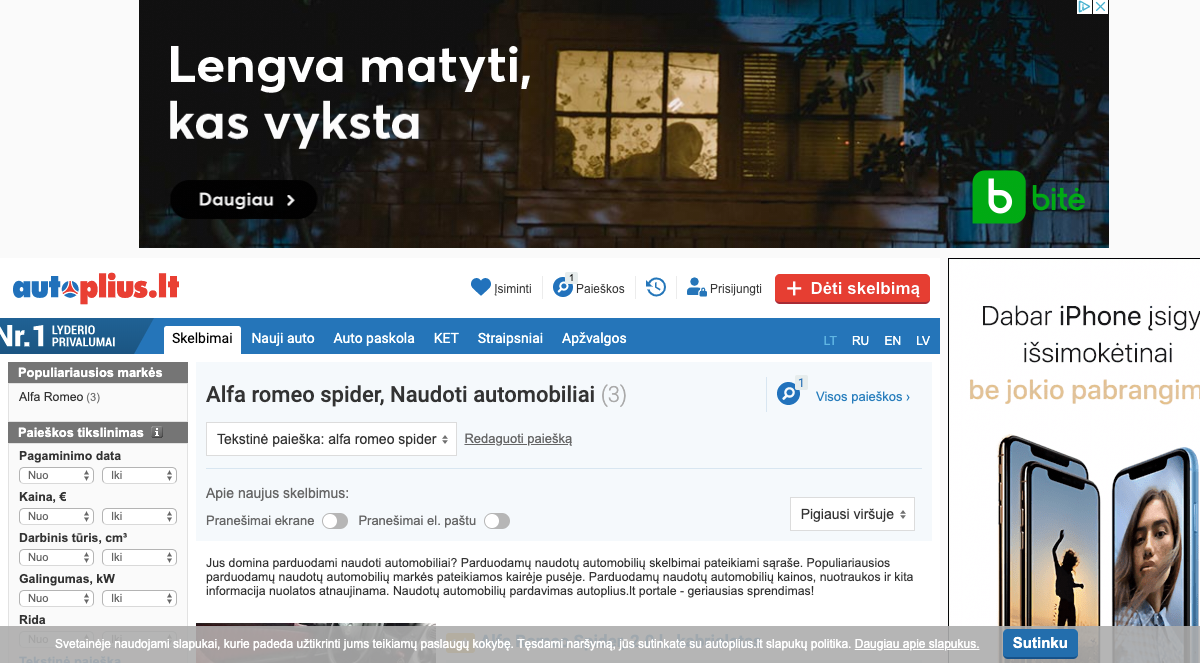 Lengva matyti,
kas vyksta
Daugiau
b bitė
autoplius.lt
Įsiminti
1
Paieškos
Prisijungti
+ Dėti skelbimą
Nr.1 LYDERIO
PRIVALUMAI
Skelbimai Nauji auto Auto paskola KET Straipsniai Apžvalgos
LT RU EN LV
Populiariausios markės
Alfa Romeo (3)
Paieškos tikslinimas i
Pagaminimo data
Nuo Iki
Kaina, €
Nuo Iki
Darbinis tūris, cm³
Nuo Iki
Galingumas, kW
Nuo Iki
Rida
Nuo Iki
Tekstinė paieška
Alfa romeo spider, Naudoti automobiliai (3)
1
Visos paieškos ›
Tekstinė paieška: alfa romeo spider Redaguoti paiešką
Apie naujus skelbimus:
Pranešimai ekrane Pranešimai el. paštu
Pigiausi viršuje
Jus domina parduodami naudoti automobiliai? Parduodamų naudotų automobilių skelbimai pateikiami sąraše. Populiariausios
parduodamų naudotų automobilių markės pateikiamos kairėje pusėje. Parduodamų naudotų automobilių kainos, nuotraukos ir kita
informacija nuolatos atnaujinama. Naudotų automobilių pardavimas autoplius.lt portale - geriausias sprendimas!
Svetainėje naudojami slapukai, kurie padeda užtikrinti jums teikiamų paslaugų kokybę. Tęsdami naršymą, jūs sutinkate su autoplius.lt slapukų politika. Daugiau apie slapukus.
Sutinku
Dabar iPhone įsigy
išsimokėtinai
be jokio pabrangim